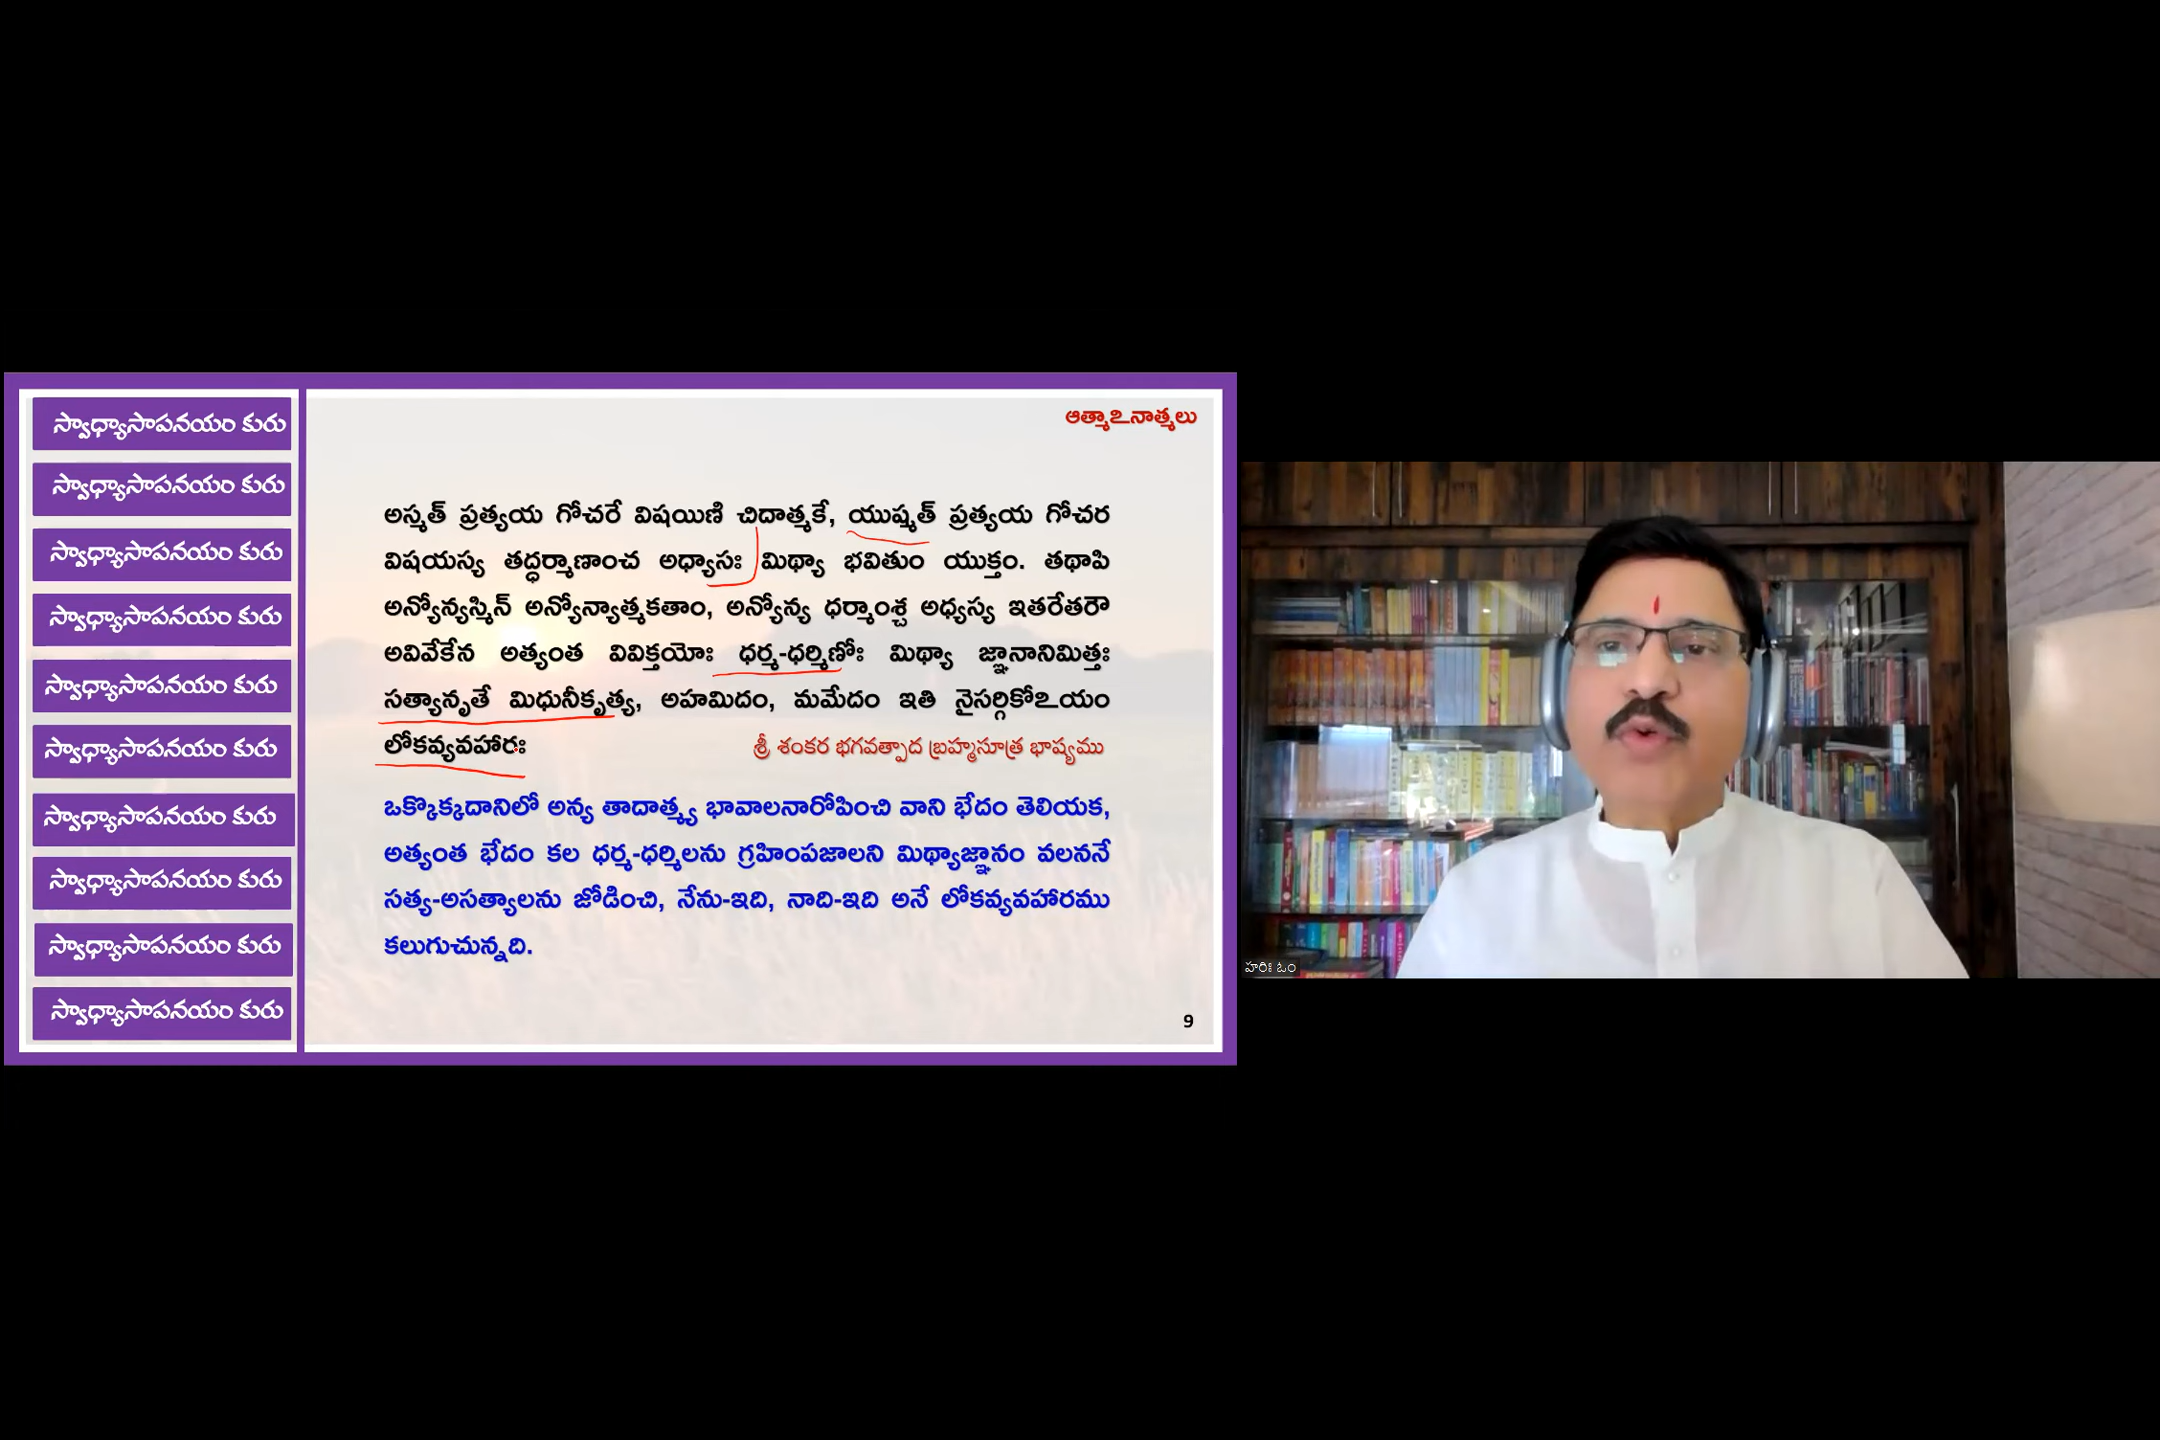 స్వాధ్యాసాపనయం కురు
స్వాధ్యాసాపనయం కురు
స్వాధ్యాసాపనయం కురు
స్వాధ్యాసాపనయం కురు
స్వాధ్యాసాపనయం కురు
స్వాధ్యాసాపనయం కురు
స్వాధ్యాసాపనయం కురు
స్వాధ్యాసాపనయం కురు
స్వాధ్యాసాపనయం కురు
స్వాధ్యాసాపనయం కురు
ఆత్మాఽనాత్మలు
అస్మత్ ప్రత్యయ గోచరే విషయిణి చిదాత్మకే, యుష్మత్ ప్రత్యయ గోచర
విషయస్య తద్ధర్మాణాంచ అధ్యాసః మిథ్యా భవితుం యుక్తం. తథాపి
అన్యోన్యస్మిన్ అన్యోన్యాత్మకతాం, అన్యోన్య ధర్మాంశ్చ అధ్యస్య ఇతరేతరౌ
అవివేకేన అత్యంత వివిక్తయోః ధర్మ-ధర్మిణోః మిథ్యా జ్ఞానానిమిత్తః
సత్యానృతే మిధునీకృత్య, అహమిదం, మమేదం ఇతి నైసర్గికోఽయం
లోకవ్యవహారః
శ్రీ శంకర భగవత్పాద బ్రహ్మసూత్ర భాష్యము
ఒక్కొక్కదానిలో అన్య తాదాత్మ్య భావాలనారోపించి వాని భేదం తెలియక,
అత్యంత భేదం కల ధర్మ-ధర్మిలను గ్రహింపజాలని మిథ్యాజ్ఞానం వలననే
సత్య-అసత్యాలను జోడించి, నేను-ఇది, నాది-ఇది అనే లోకవ్యవహారము
కలుగుచున్నది.
9
హరిః ఓం